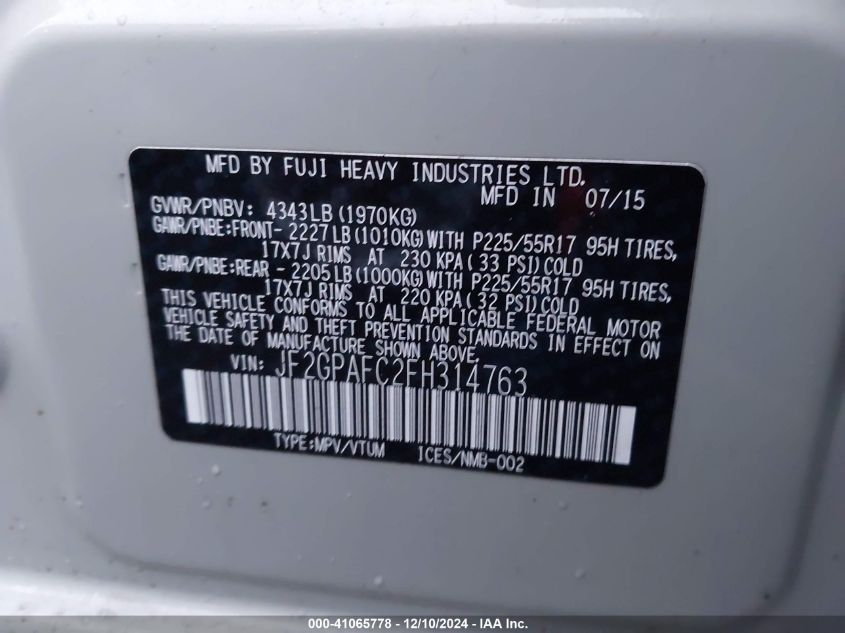 MFD BY FUJI HEAVY INDUSTRIES LTD.
MFD IN 07/15
GVWR/PNBV: 4343LB(1970KG)
GAWR/PNBE:FRONT- 2227LB(1010KG)WITH P225/55R17 95H TIRES,
17X7J RIMS AT 230 KPA(33 PSI)COLD
GAWR/PNBE:REAR - 2205LB(1000KG)WITH P225/55R17 95H TIRES,
17X7J RIMS AT 220 KPA(32 PSI)COLD
THIS VEHICLE CONFORMS TO ALL APPLICABLE FEDERAL MOTOR
VEHICLE SAFETY AND THEFT PREVENTION STANDARDS IN EFFECT ON
THE DATE OF MANUFACTURE SHOWN ABOVE.
VIN: JF2GPAFC2FH314763
TYPE:MPV/VTUM ICES/NMB-002
000-41065778 - 12/10/2024 - IAA Inc.